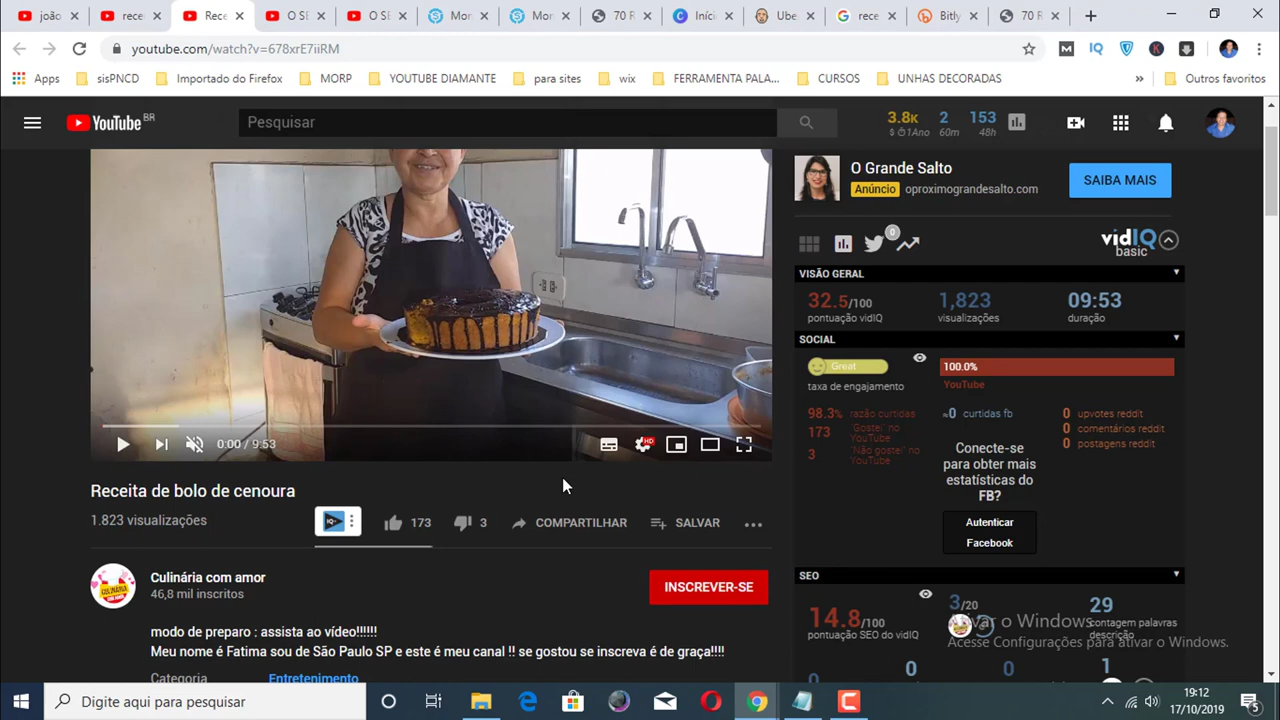 joão
recei
Rece
O SE
O SE
Mor
Mor
70 R
Iníci
Ube
rece
Bitly
70 R
youtube.com/watch?v=678xrE7iiRM
Apps
sisPNCD
Importado do Firefox
MORP
YOUTUBE DIAMANTE
para sites
wix
FERRAMENTA PALA...
CURSOS
UNHAS DECORADAS
»
Outros favoritos
YouTube BR
Pesquisar
3.8K 2 153
$ 1Ano 60m 48h
O Grande Salto
Anúncio oproximograndesalto.com
SAIBA MAIS
0
vidIQ
basic
VISÃO GERAL
32.5/100 1,823 09:53
pontuação vidIQ visualizações duração
SOCIAL
Great
taxa de engajamento
100.0%
YouTube
98.3% razão curtidas
173 "Gostei" no YouTube
3 "Não gostei" no YouTube
≈0 curtidas fb
Conecte-se
para obter mais
estatísticas do
FB?
Autenticar
Facebook
0 upvotes reddit
0 comentários reddit
0 postagens reddit
0:00 / 9:53
HD
Receita de bolo de cenoura
1.823 visualizações
IQ
173
3
COMPARTILHAR
SALVAR
Culinária com amor
46,8 mil inscritos
INSCREVER-SE
modo de preparo : assista ao vídeo!!!!!!
Meu nome é Fatima sou de São Paulo SP e este é meu canal !! se gostou se inscreva é de graça!!!!
Categoria Entretenimento
SEO
14.8/100
pontuação SEO do vidIQ
3/20
29
contagem palavras
descrição
0 0 1
Ativar o Windows
Acesse Configurações para ativar o Windows.
Digite aqui para pesquisar
19:12
17/10/2019
5